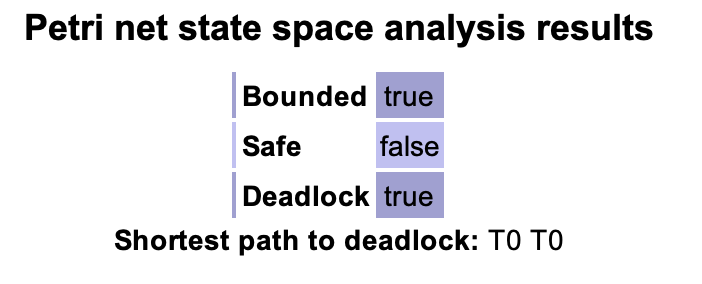 Petri net state space analysis results
Bounded true
Safe false
Deadlock true
Shortest path to deadlock: T0 T0